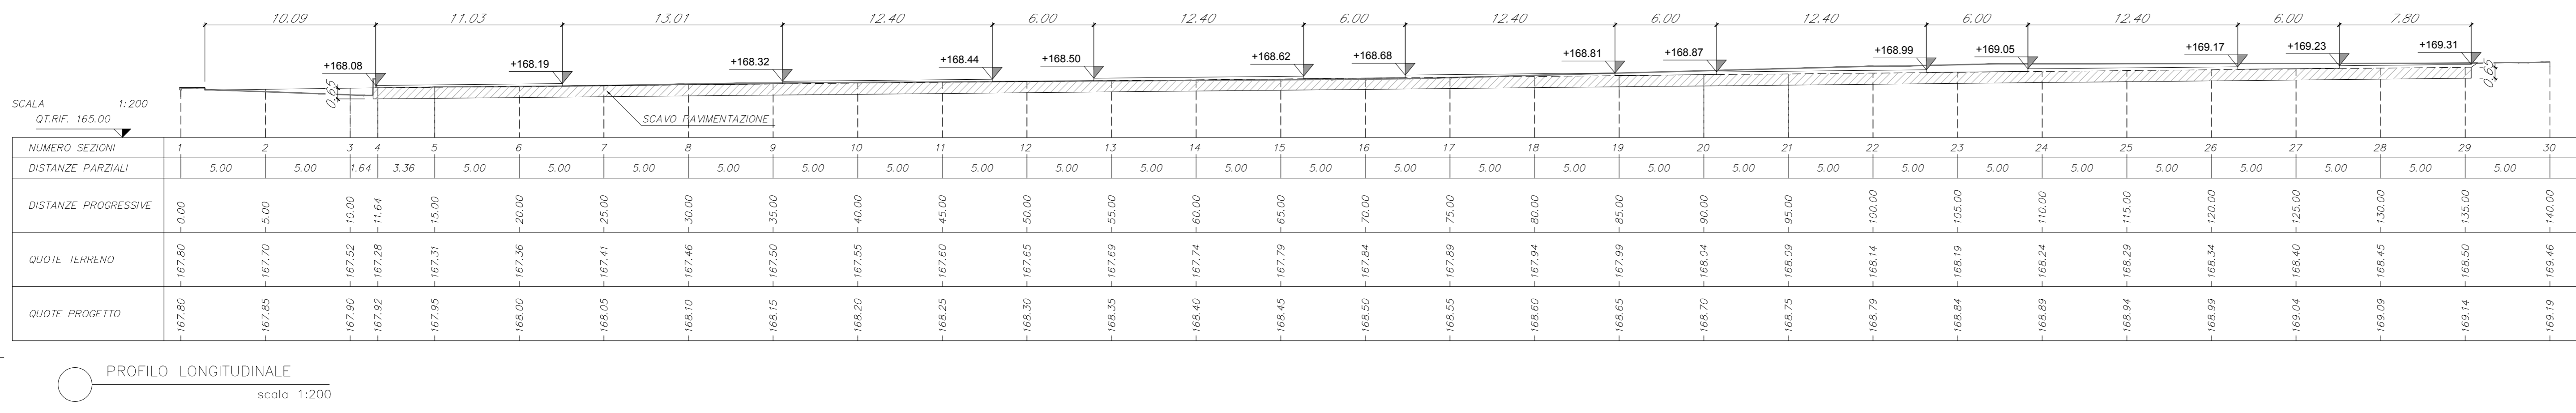 10.09 11.03 13.01 12.40 6.00 12.40 6.00 12.40 6.00 12.40 6.00 12.40 6.00 7.80
+168.08 +168.19 +168.32 +168.44 +168.50 +168.62 +168.68 +168.81 +168.87 +168.99 +169.05 +169.17 +169.23 +169.31
0.65 0.65
SCALA 1:200
QT.RIF. 165.00
SCAVO PAVIMENTAZIONE
NUMERO SEZIONI 1 2 3 4 5 6 7 8 9 10 11 12 13 14 15 16 17 18 19 20 21 22 23 24 25 26 27 28 29 30
DISTANZE PARZIALI 5.00 5.00 1.64 3.36 5.00 5.00 5.00 5.00 5.00 5.00 5.00 5.00 5.00 5.00 5.00 5.00 5.00 5.00 5.00 5.00 5.00 5.00 5.00 5.00 5.00 5.00 5.00 5.00 5.00
DISTANZE PROGRESSIVE 0.00 5.00 10.00 11.64 15.00 20.00 25.00 30.00 35.00 40.00 45.00 50.00 55.00 60.00 65.00 70.00 75.00 80.00 85.00 90.00 95.00 100.00 105.00 110.00 115.00 120.00 125.00 130.00 135.00 140.00
QUOTE TERRENO 167.80 167.70 167.52 167.28 167.31 167.36 167.41 167.46 167.50 167.55 167.60 167.65 167.69 167.74 167.79 167.84 167.89 167.94 167.99 168.04 168.09 168.14 168.19 168.24 168.29 168.34 168.40 168.45 168.50 169.46
QUOTE PROGETTO 167.80 167.85 167.90 167.92 167.95 168.00 168.05 168.10 168.15 168.20 168.25 168.30 168.35 168.40 168.45 168.50 168.55 168.60 168.65 168.70 168.75 168.79 168.84 168.89 168.94 168.99 169.04 169.09 169.14 169.19
PROFILO LONGITUDINALE
scala 1:200